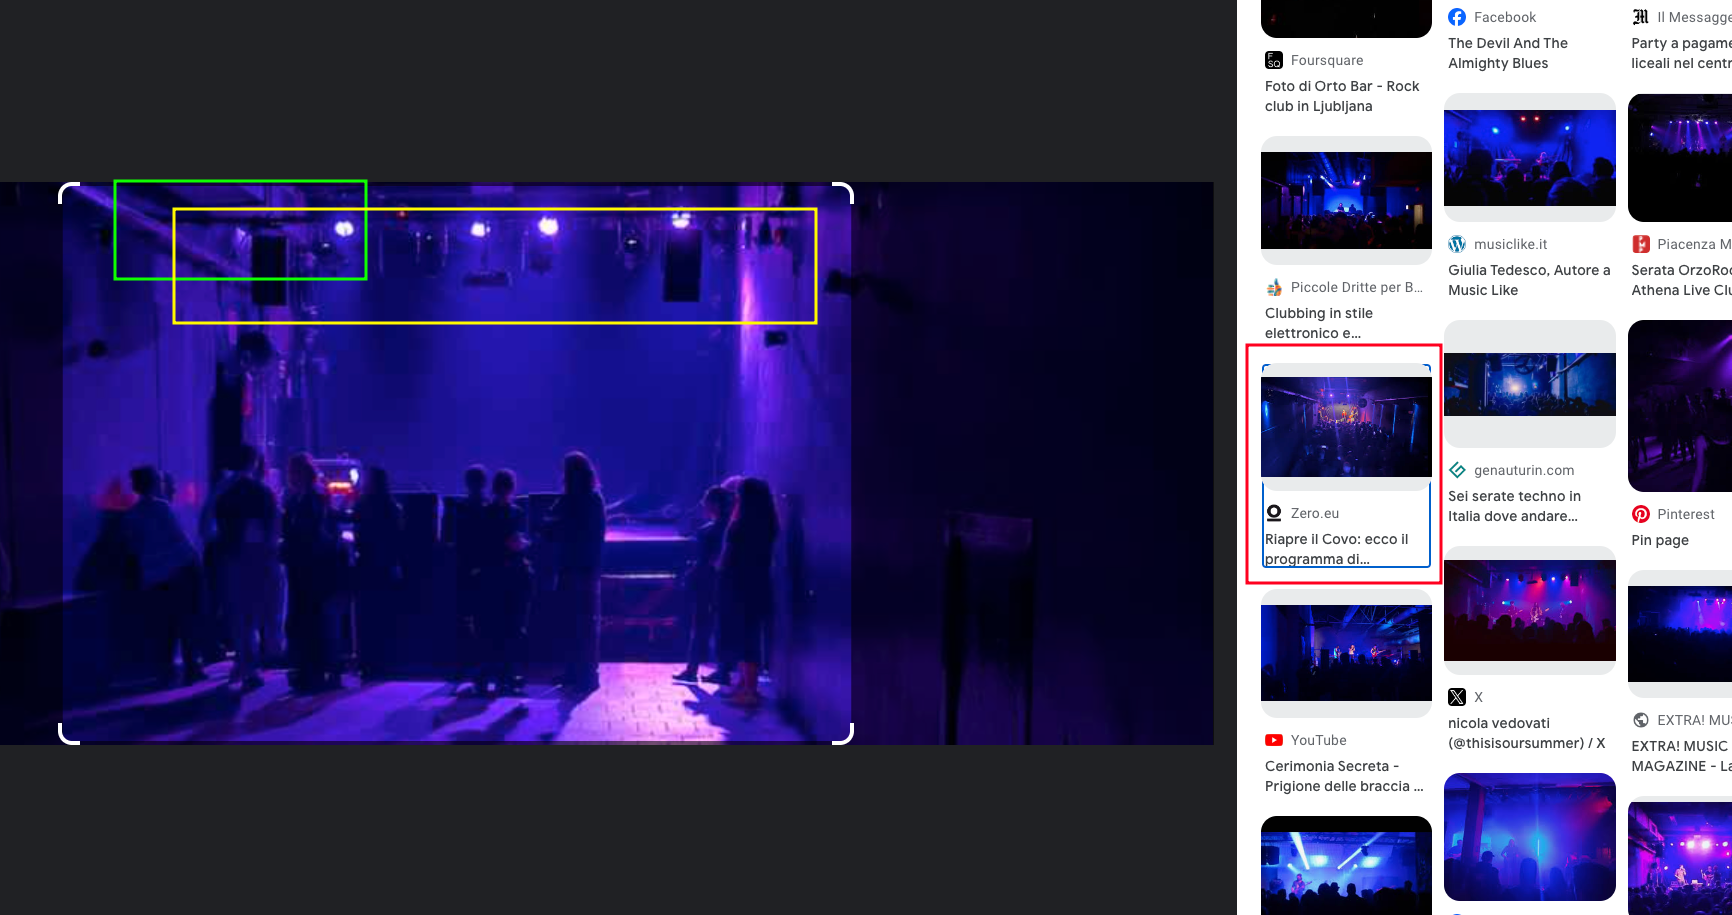 Foursquare
Foto di Orto Bar - Rock
club in Ljubljana
Piccole Dritte per B...
Clubbing in stile
elettronico e...
Zero.eu
Riapre il Covo: ecco il
programma di...
YouTube
Cerimonia Secreta -
Prigione delle braccia ...
Facebook
The Devil And The
Almighty Blues
musiclike.it
Giulia Tedesco, Autore a
Music Like
genauturin.com
Sei serate techno in
Italia dove andare...
X
nicola vedovati
(@thisisoursummer) / X
Il Messagge
Party a pagame
liceali nel centr
Piacenza M
Serata OrzoRoc
Athena Live Clu
Pinterest
Pin page
EXTRA! MUS
EXTRA! MUSIC
MAGAZINE - La